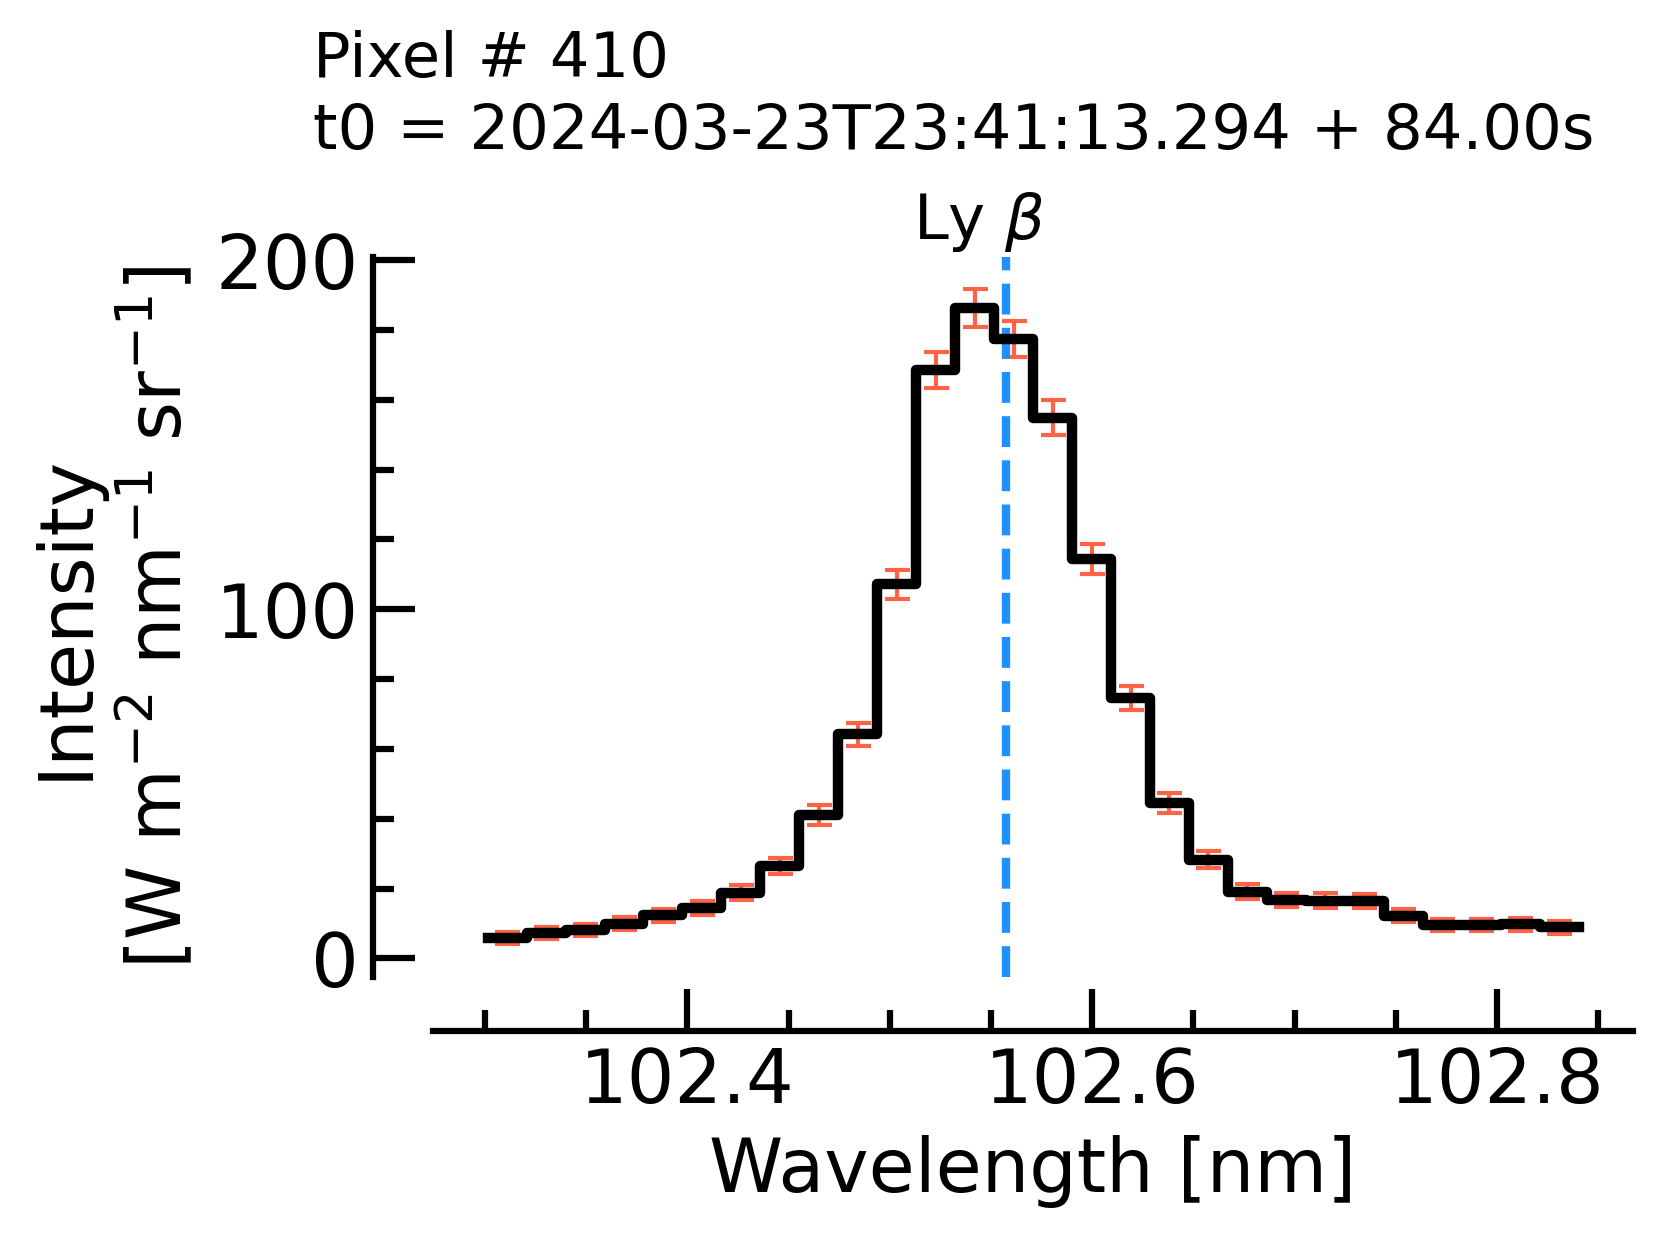 Pixel # 410
t0 = 2024-03-23T23:41:13.294 + 84.00s
Ly β
200
100
0
Intensity
[W m⁻² nm⁻¹ sr⁻¹]
102.4 102.6 102.8
Wavelength [nm]